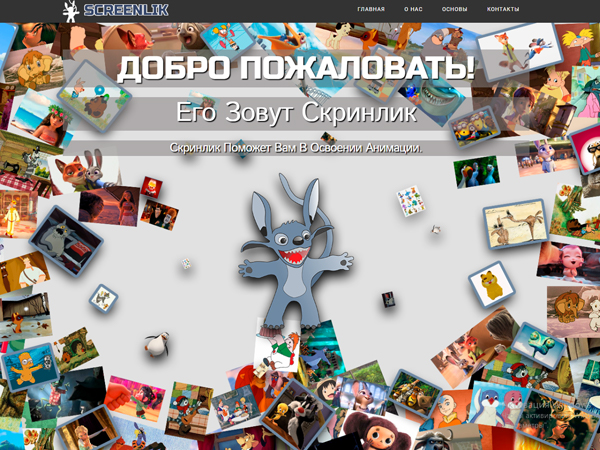 SCREENLIK
ГЛАВНАЯ О НАС ОСНОВЫ КОНТАКТЫ
ДОБРО ПОЖАЛОВАТЬ!
Его Зовут Скринлик
Скринлик Поможет Вам В Освоении Анимации.